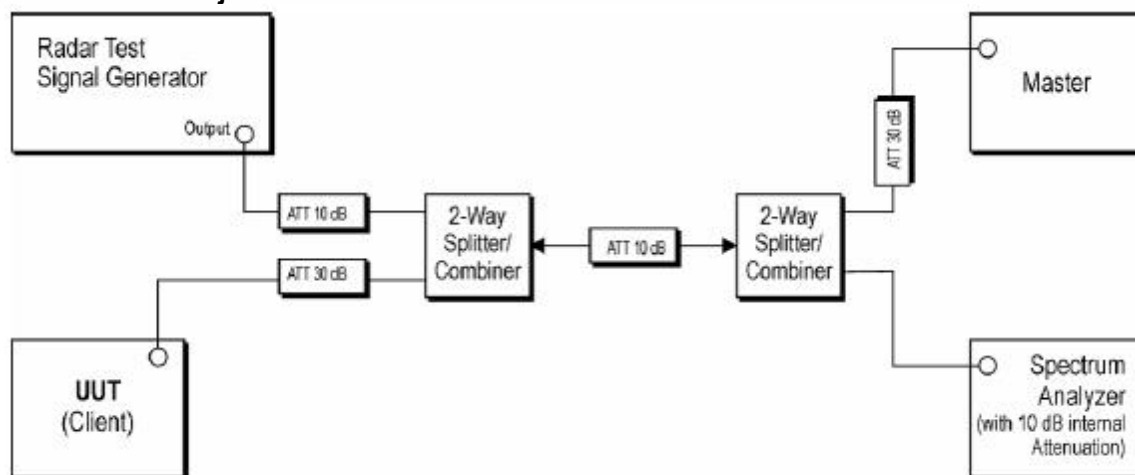 Radar Test
Signal Generator
Output
ATT 10 dB
ATT 30 dB
2-Way
Splitter/
Combiner
ATT 10 dB
2-Way
Splitter/
Combiner
ATT 30 dB
Master
UUT
(Client)
Spectrum
Analyzer
(with 10 dB internal
Attenuation)